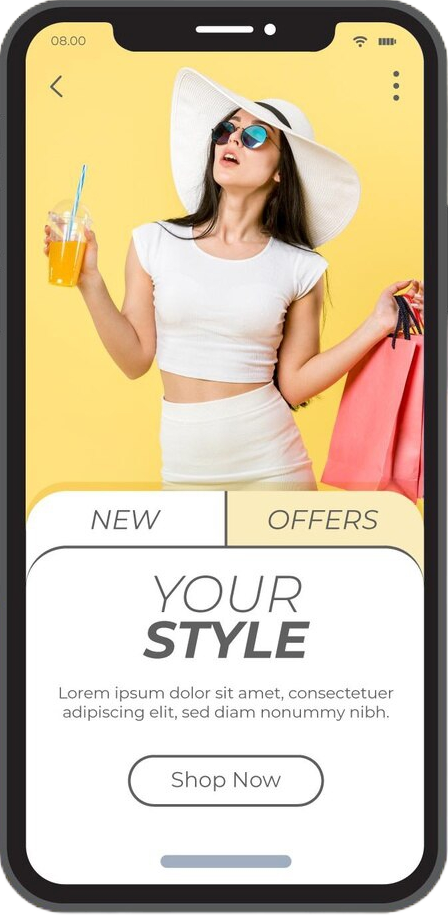 08.00
NEW
OFFERS
YOUR
STYLE
Lorem ipsum dolor sit amet, consectetuer
adipiscing elit, sed diam nonummy nibh.
Shop Now